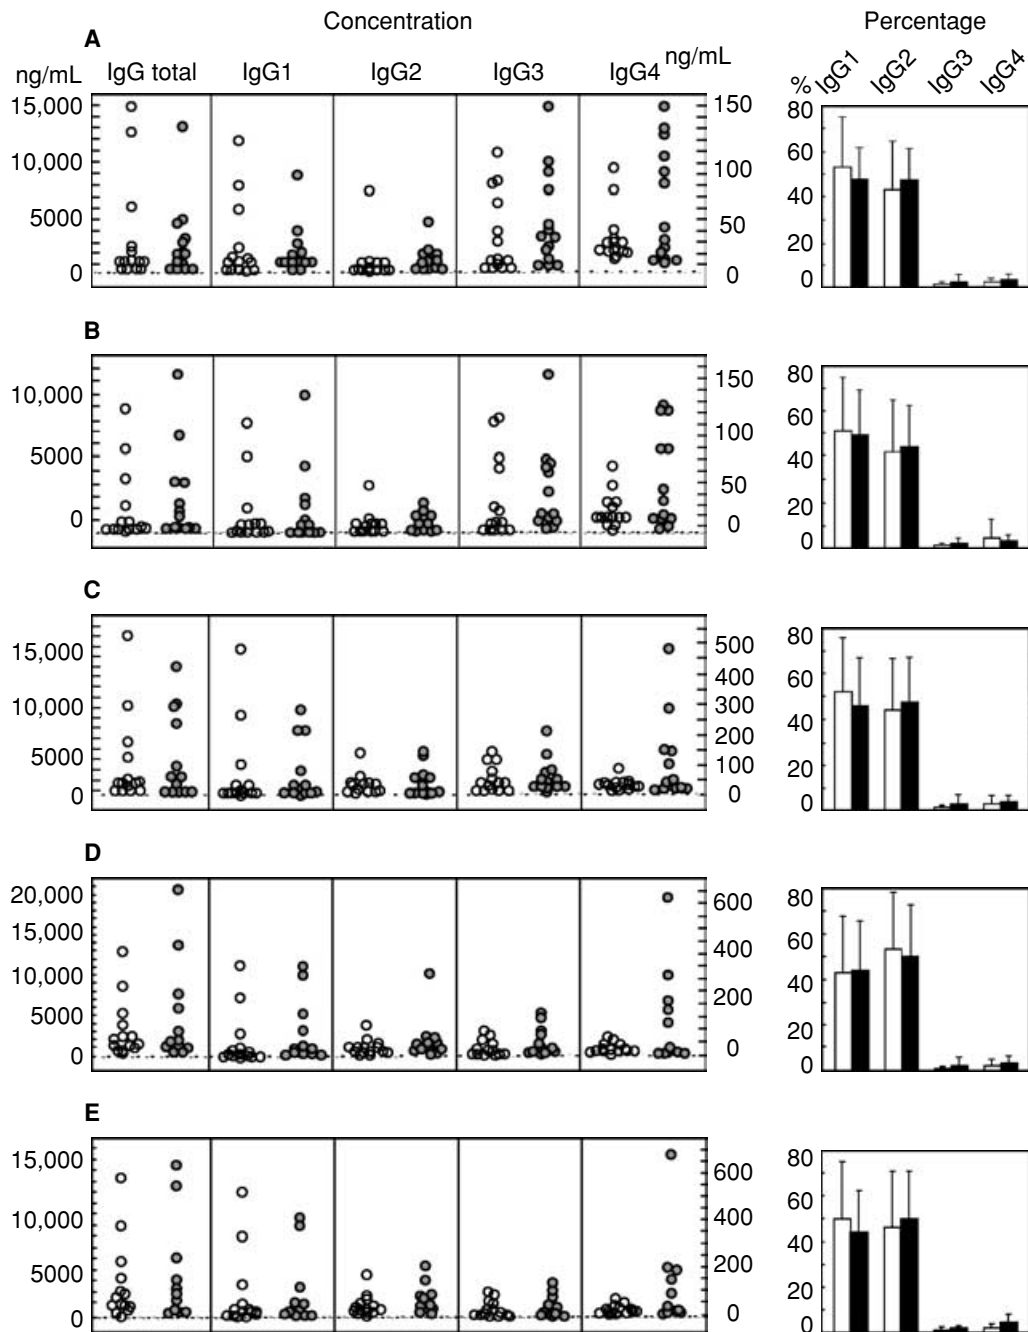 Concentration Percentage
A
ng/mL IgG total IgG1 IgG2 IgG3 IgG4 ng/mL % IgG1 IgG2 IgG3 IgG4
15,000 150 80
10,000 100 60
5000 50 40
0 0 20
0
B
10,000 150 80
5000 100 60
0 50 40
0 20
0
C
15,000 500 80
10,000 400 60
5000 300 40
0 200 20
100 0
0
D
20,000 600 80
15,000 400 60
10,000 200 40
5000 0 20
0 0
E
15,000 600 80
10,000 400 60
5000 200 40
0 0 20
0